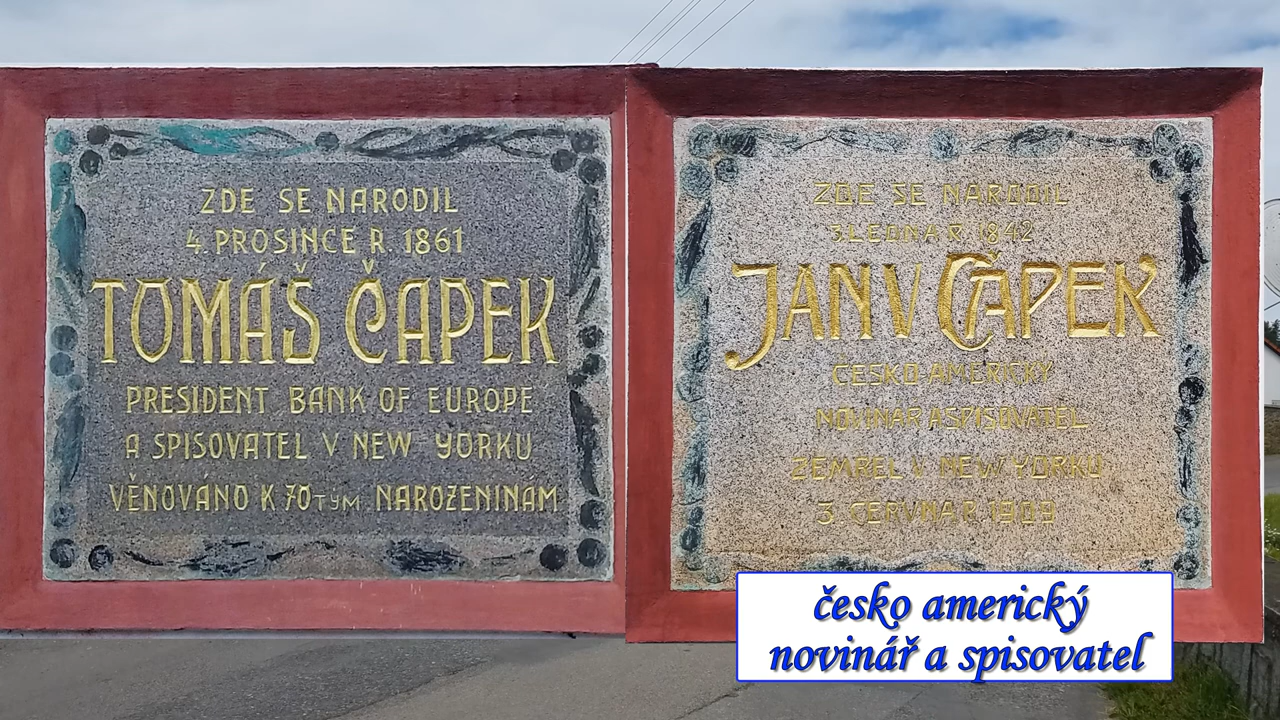 ZDE SE NARODIL
4. PROSINCE R. 1861
TOMÁŠ ČAPEK
PRESIDENT BANK OF EUROPE
A SPISOVATEL V NEW YORKU
VĚNOVÁNO K 70TÝM NAROZENINÁM
ZDE SE NARODIL
3. LEDNA R. 1842
JAN V ČAPEK
ČESKO AMERICKÝ
NOVINÁŘ A SPISOVATEL
ZEMŘEL V NEW YORKU
3. ČERVNA R. 1909
česko americký
novinář a spisovatel